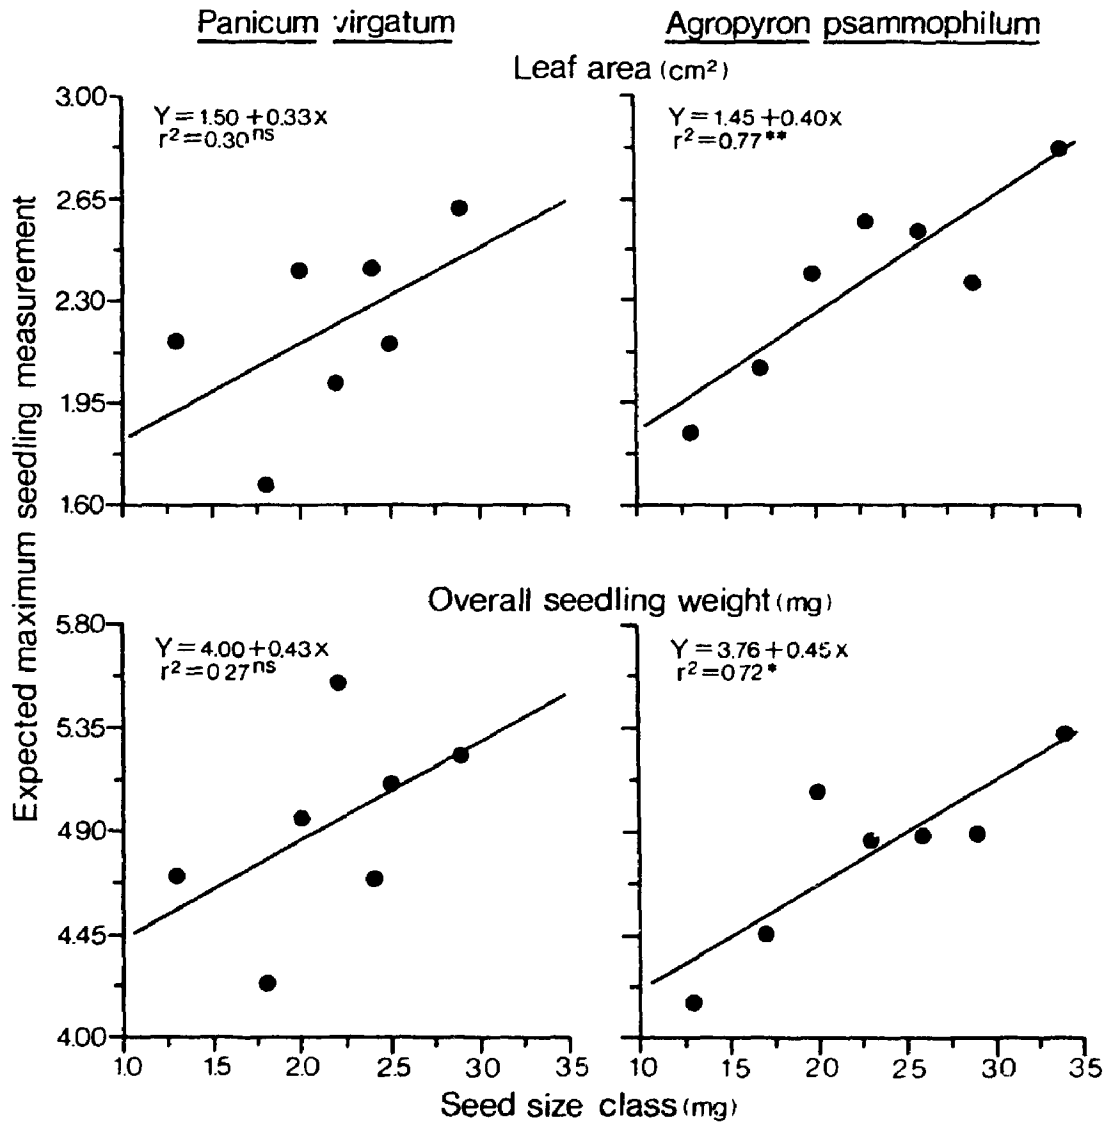 Panicum virgatum Agropyron psammophilum
Leaf area (cm²)
Y = 1.50 + 0.33x
r² = 0.30 ns
Y = 1.45 + 0.40x
r² = 0.77 **
3.00
2.65
2.30
1.95
1.60
Expected maximum seedling measurement
Overall seedling weight (mg)
Y = 4.00 + 0.43x
r² = 0.27 ns
Y = 3.76 + 0.45x
r² = 0.72 *
5.80
5.35
4.90
4.45
4.00
1.0 1.5 2.0 2.5 3.0 3.5 1.0 1.5 2.0 2.5 3.0 3.5
Seed size class (mg)